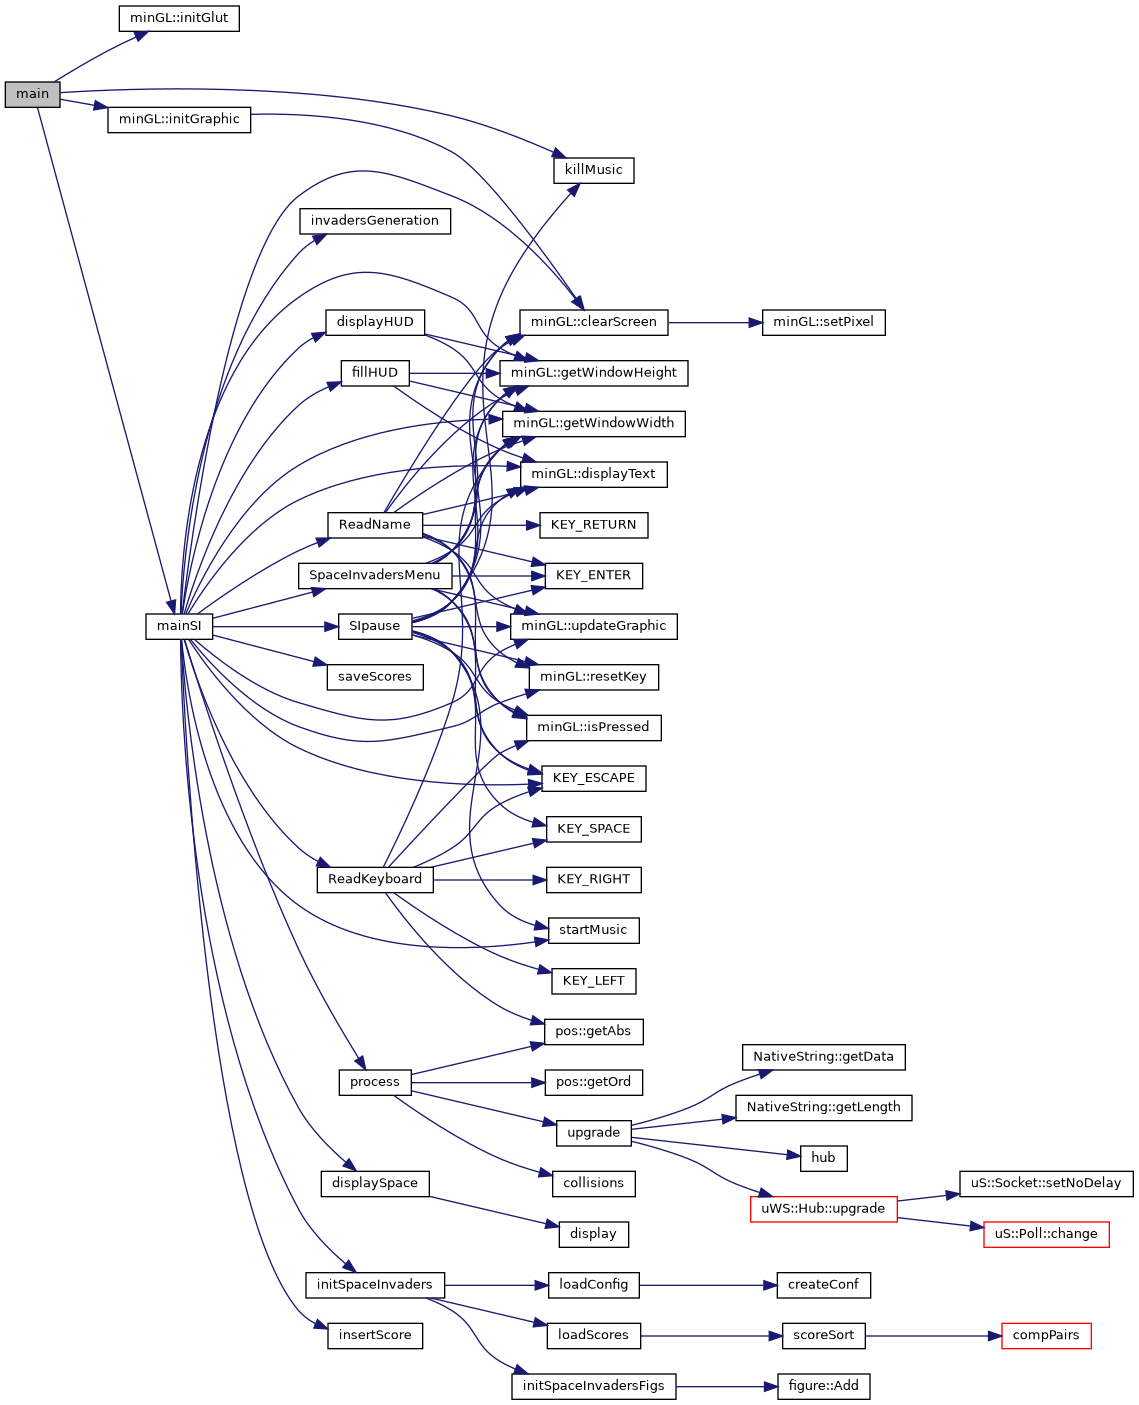 minGL::initGlut
main
minGL::initGraphic
killMusic
invadersGeneration
displayHUD
minGL::clearScreen
minGL::setPixel
fillHUD
minGL::getWindowHeight
minGL::getWindowWidth
minGL::displayText
ReadName
KEY_RETURN
SpaceInvadersMenu
KEY_ENTER
mainSI
SIpause
minGL::updateGraphic
saveScores
minGL::resetKey
minGL::isPressed
KEY_ESCAPE
KEY_SPACE
ReadKeyboard
KEY_RIGHT
startMusic
KEY_LEFT
pos::getAbs
NativeString::getData
process
pos::getOrd
NativeString::getLength
upgrade
hub
displaySpace
collisions
uS::Socket::setNoDelay
uWS::Hub::upgrade
display
uS::Poll::change
initSpaceInvaders
loadConfig
createConf
insertScore
loadScores
scoreSort
compPairs
initSpaceInvadersFigs
figure::Add